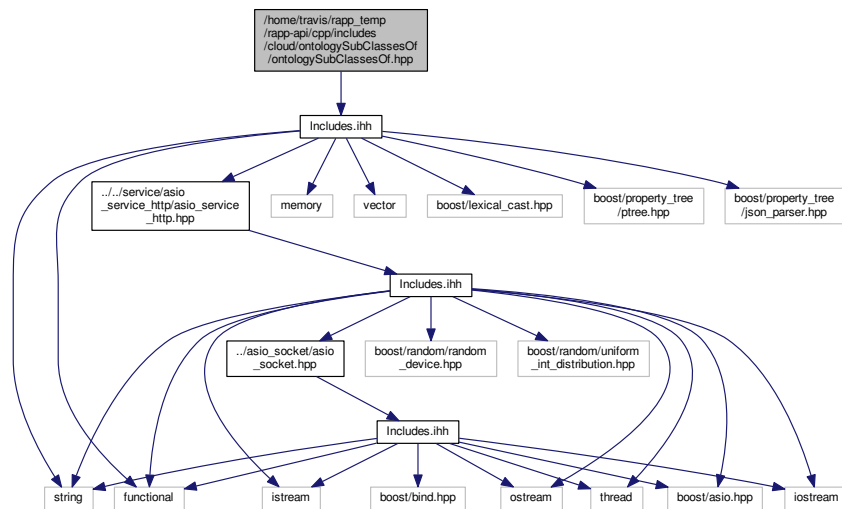 /home/travis/rapp_temp
/rapp-api/cpp/includes
/cloud/ontologySubClassesOf
/ontologySubClassesOf.hpp
Includes.ihh
../../service/asio
_service_http/asio_service
_http.hpp
memory
vector
boost/lexical_cast.hpp
boost/property_tree
/ptree.hpp
boost/property_tree
/json_parser.hpp
Includes.ihh
../asio_socket/asio
_socket.hpp
boost/random/random
_device.hpp
boost/random/uniform
_int_distribution.hpp
Includes.ihh
string
functional
istream
boost/bind.hpp
ostream
thread
boost/asio.hpp
iostream